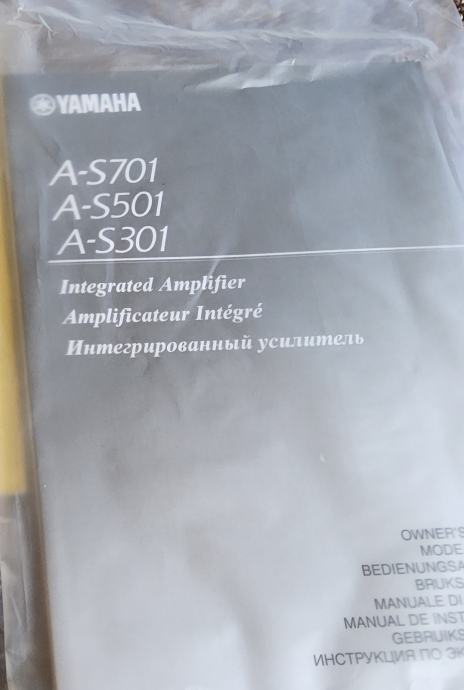 YAMAHA
A-S701
A-S501
A-S301
Integrated Amplifier
Amplificateur Intégré
Интегрированный усилитель
OWNER'S
MODE
BEDIENUNGSA
BRUKS
MANUALE DI
MANUAL DE INST
GEBRUIKS
ИНСТРУКЦИЯ ПО ЭК